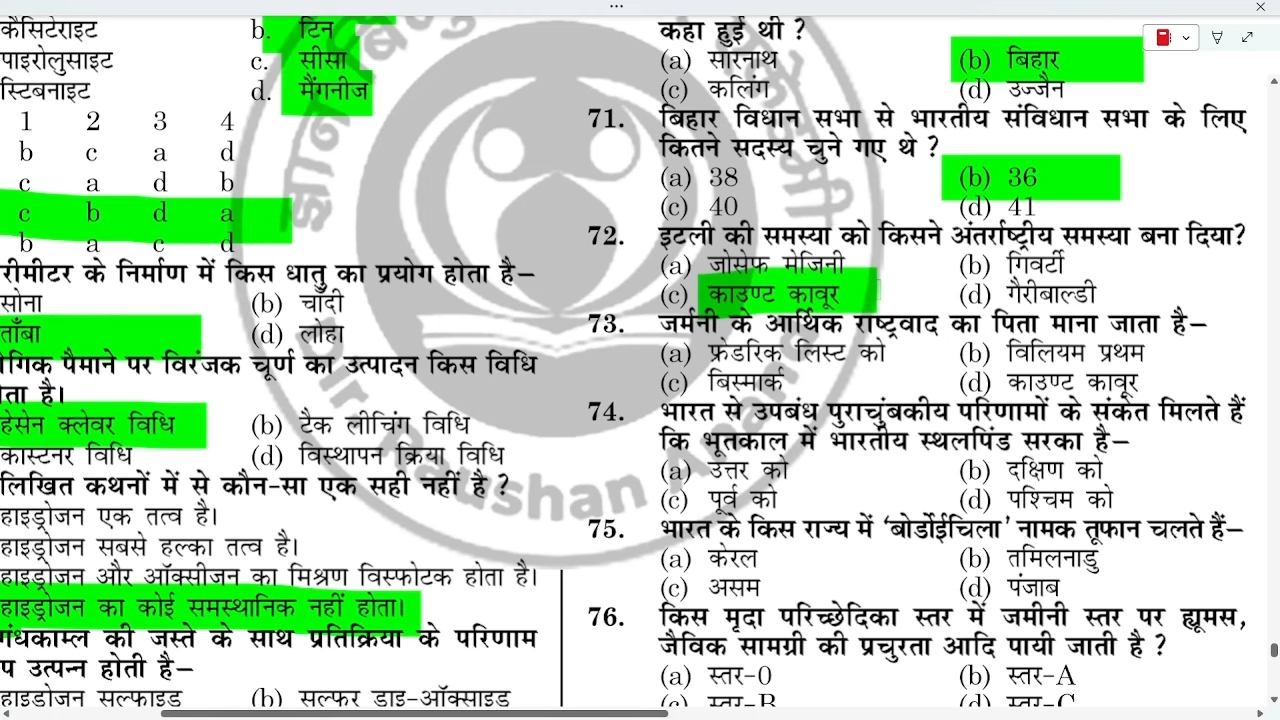 कैसिटेराइट b. टिन
पाइरोलुसाइट c. सीसा
स्टिबनाइट d. मैंगनीज
1 2 3 4
b c a d
c a d b
c b d a
b a c d
रीमीटर के निर्माण में किस धातु का प्रयोग होता है–
सोना (b) चाँदी
ताँबा (d) लोहा
गिक पैमाने पर विरंजक चूर्ण का उत्पादन किस विधि
ता है।
हेसेन क्लेवर विधि (b) टैक लीचिंग विधि
कास्टनर विधि (d) विस्थापन क्रिया विधि
लिखित कथनों में से कौन-सा एक सही नहीं है ?
हाइड्रोजन एक तत्व है।
हाइड्रोजन सबसे हल्का तत्व है।
हाइड्रोजन और ऑक्सीजन का मिश्रण विस्फोटक होता है।
हाइड्रोजन का कोई समस्थानिक नहीं होता।
गंधकाम्ल की जस्ते के साथ प्रतिक्रिया के परिणाम
प उत्पन्न होती है–
हाइड्रोजन सल्फाइड (b) सल्फर डाइ-ऑक्साइड
कहा हुई थी ?
(a) सारनाथ (b) बिहार
(c) कलिंग (d) उज्जैन
71. बिहार विधान सभा से भारतीय संविधान सभा के लिए
कितने सदस्य चुने गए थे ?
(a) 38 (b) 36
(c) 40 (d) 41
72. इटली की समस्या को किसने अंतर्राष्ट्रीय समस्या बना दिया?
(a) जोसेफ मेजिनी (b) गिवर्टी
(c) काउण्ट कावूर (d) गैरीबाल्डी
73. जर्मनी के आर्थिक राष्ट्रवाद का पिता माना जाता है–
(a) फ्रेडरिक लिस्ट को (b) विलियम प्रथम
(c) बिस्मार्क (d) काउण्ट कावूर
74. भारत से उपबंध पुराचुंबकीय परिणामों के संकेत मिलते हैं
कि भूतकाल में भारतीय स्थलपिंड सरका है–
(a) उत्तर को (b) दक्षिण को
(c) पूर्व को (d) पश्चिम को
75. भारत के किस राज्य में ‘बोर्डोईचिला’ नामक तूफान चलते हैं–
(a) केरल (b) तमिलनाडु
(c) असम (d) पंजाब
76. किस मृदा परिच्छेदिका स्तर में जमीनी स्तर पर ह्यूमस,
जैविक सामग्री की प्रचुरता आदि पायी जाती है ?
(a) स्तर-0 (b) स्तर-A
(c) स्तर-B (d) स्तर-C
ज्ञान
Raushan Anand